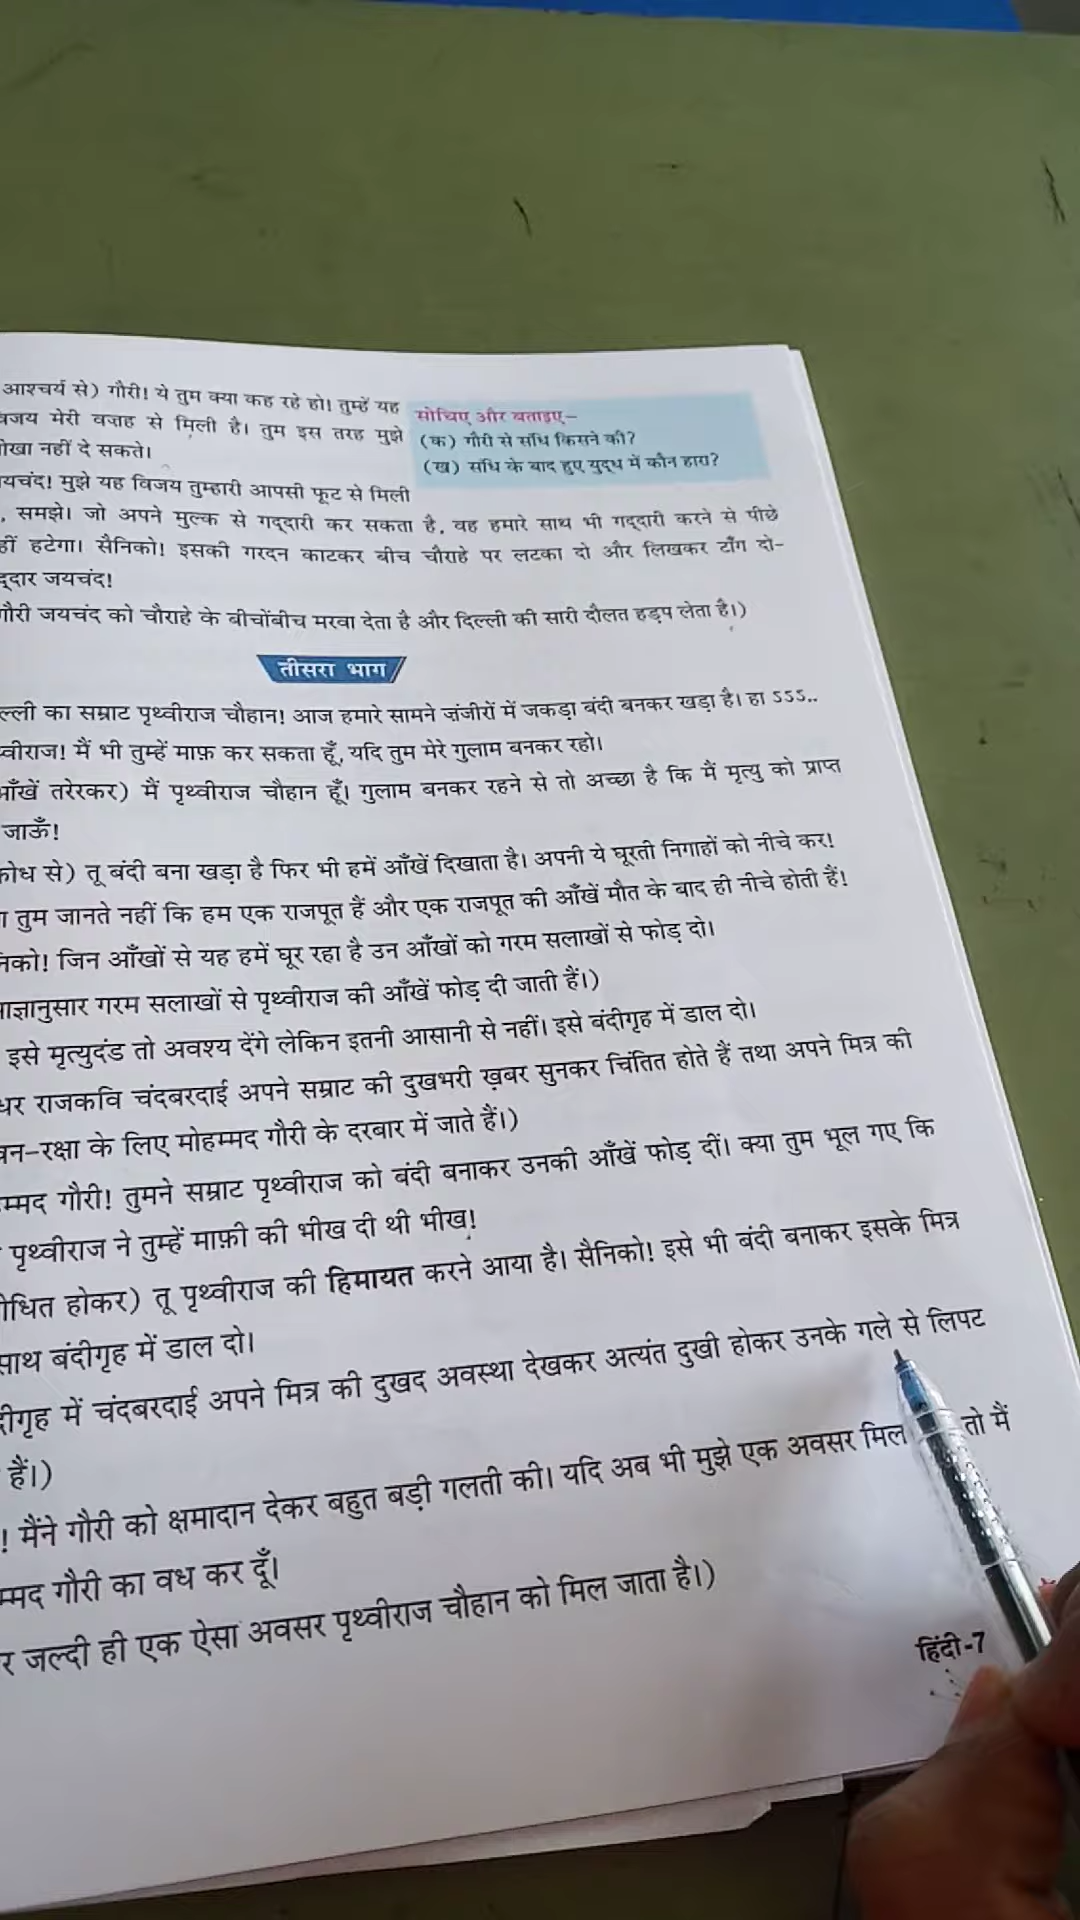 आश्चर्य से) गौरी! ये तुम क्या कह रहे हो! तुम्हें यह
विजय मेरी वजह से मिली है। तुम इस तरह मुझे
नहीं दे सकते।
सोचिए और बताइए–
(क) गौरी से संधि किसने की?
(ख) संधि के बाद हुए युद्ध में कौन हारा?
मुझे यह विजय तुम्हारी आपसी फूट से मिली
, समझे। जो अपने मुल्क से गद्दारी कर सकता है, वह हमारे साथ भी गद्दारी करने से पीछे
हटेगा। सैनिको! इसकी गरदन काटकर बीच चौराहे पर लटका दो और लिखकर टाँग दो–
जयचंद!
गौरी जयचंद को चौराहे के बीचोंबीच मरवा देता है और दिल्ली की सारी दौलत हड़प लेता है।)
तीसरा भाग
का सम्राट पृथ्वीराज चौहान! आज हमारे सामने ज़ंजीरों में जकड़ा बंदी बनकर खड़ा है। हा ऽऽऽ..
मैं भी तुम्हें माफ़ कर सकता हूँ, यदि तुम मेरे गुलाम बनकर रहो।
तरेरकर) मैं पृथ्वीराज चौहान हूँ। गुलाम बनकर रहने से तो अच्छा है कि मैं मृत्यु को प्राप्त
जाऊँ!
से) तू बंदी बना खड़ा है फिर भी हमें आँखें दिखाता है। अपनी ये घूरती निगाहों को नीचे कर!
तुम जानते नहीं कि हम एक राजपूत हैं और एक राजपूत की आँखें मौत के बाद ही नीचे होती हैं!
जिन आँखों से यह हमें घूर रहा है उन आँखों को गरम सलाखों से फोड़ दो।
गरम सलाखों से पृथ्वीराज की आँखें फोड़ दी जाती हैं।)
इसे मृत्युदंड तो अवश्य देंगे लेकिन इतनी आसानी से नहीं। इसे बंदीगृह में डाल दो।
राजकवि चंदबरदाई अपने सम्राट की दुखभरी ख़बर सुनकर चिंतित होते हैं तथा अपने मित्र की
के लिए मोहम्मद गौरी के दरबार में जाते हैं।)
गौरी! तुमने सम्राट पृथ्वीराज को बंदी बनाकर उनकी आँखें फोड़ दीं। क्या तुम भूल गए कि
पृथ्वीराज ने तुम्हें माफ़ी की भीख दी थी भीख!
होकर) तू पृथ्वीराज की हिमायत करने आया है। सैनिको! इसे भी बंदी बनाकर इसके मित्र
साथ बंदीगृह में डाल दो।
में चंदबरदाई अपने मित्र की दुखद अवस्था देखकर अत्यंत दुखी होकर उनके गले से लिपट
हैं।)
! मैंने गौरी को क्षमादान देकर बहुत बड़ी गलती की। यदि अब भी मुझे एक अवसर मिल तो मैं
गौरी का वध कर दूँ।
जल्दी ही एक ऐसा अवसर पृथ्वीराज चौहान को मिल जाता है।)
हिंदी-7